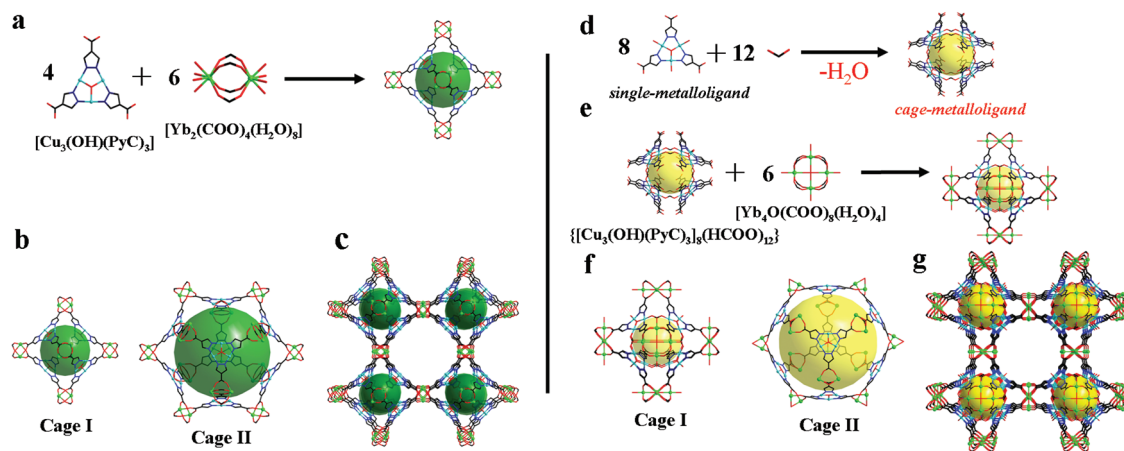 a
4
+
6
[Cu₃(OH)(PyC)₃]
[Yb₂(COO)₄(H₂O)₈]
b
c
Cage I
Cage II
d
8
+
12
-H₂O
single-metalloligand
cage-metalloligand
e
+
6
[Yb₄O(COO)₈(H₂O)₄]
{[Cu₃(OH)(PyC)₃]₈(HCOO)₁₂}
f
g
Cage I
Cage II